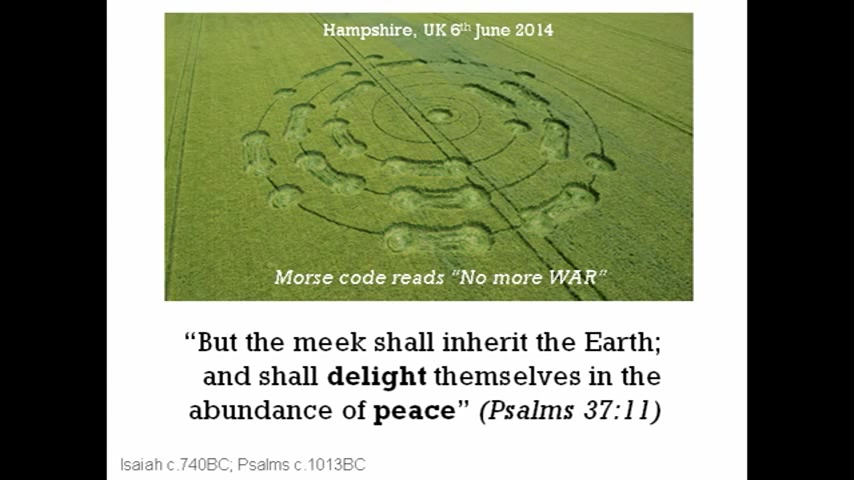 Hampshire, UK 6th June 2014
Morse code reads "No more WAR"
“But the meek shall inherit the Earth;
and shall delight themselves in the
abundance of peace” (Psalms 37:11)
Isaiah c.740BC; Psalms c.1013BC